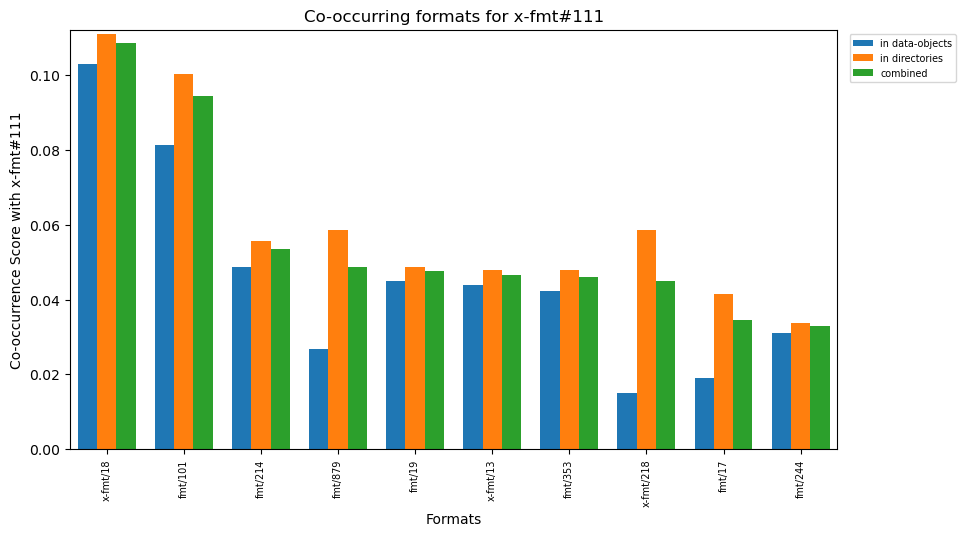 Co-occurring formats for x-fmt#111
in data-objects
in directories
combined
Co-occurrence Score with x-fmt#111
0.10
0.08
0.06
0.04
0.02
0.00
x-fmt/18
fmt/101
fmt/214
fmt/879
fmt/19
x-fmt/13
fmt/353
x-fmt/218
fmt/17
fmt/244
Formats